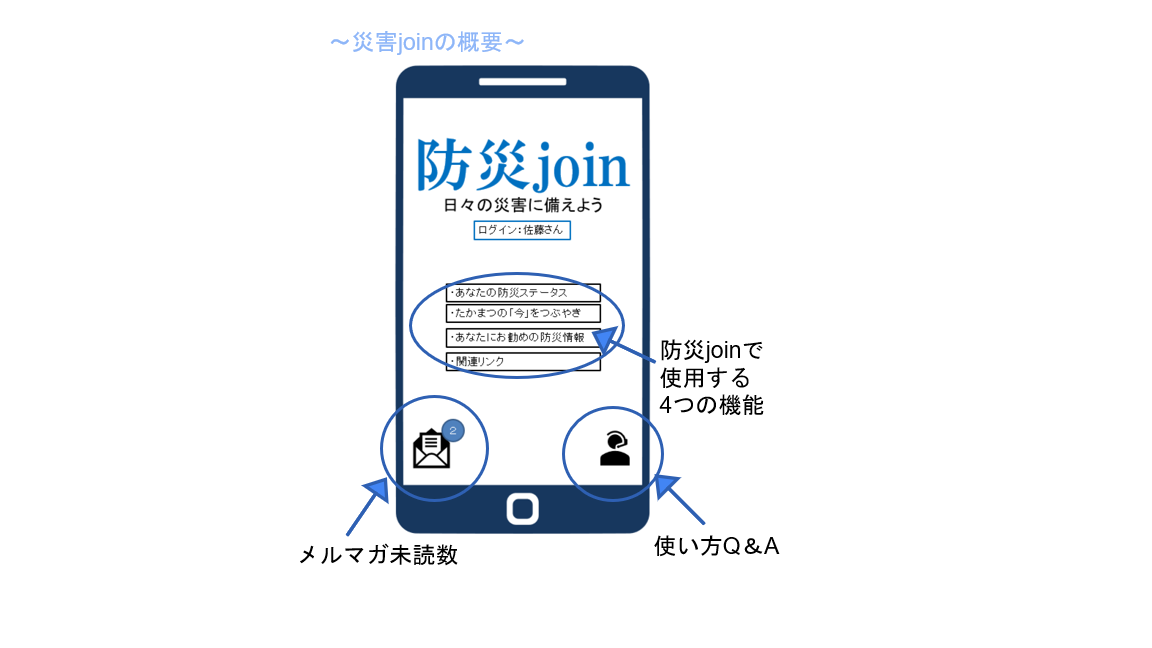 ～災害joinの概要～
防災join
日々の災害に備えよう
ログイン：佐藤さん
・あなたの防災ステータス
・たかまつの「今」をつぶやき
・あなたにお勧めの防災情報
・関連リンク
防災joinで
使用する
4つの機能
2
メルマガ未読数
使い方Q＆A